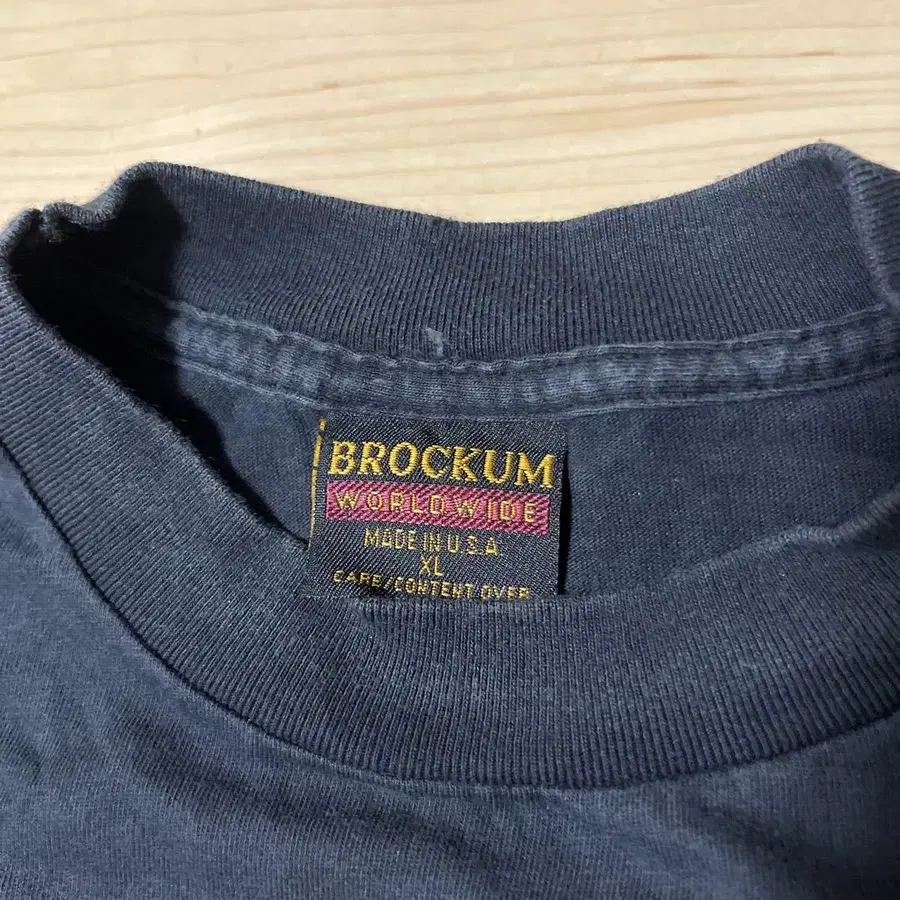 BROCKUM
WORLDWIDE
MADE IN U.S.A
XL
CARE/CONTENT OVER